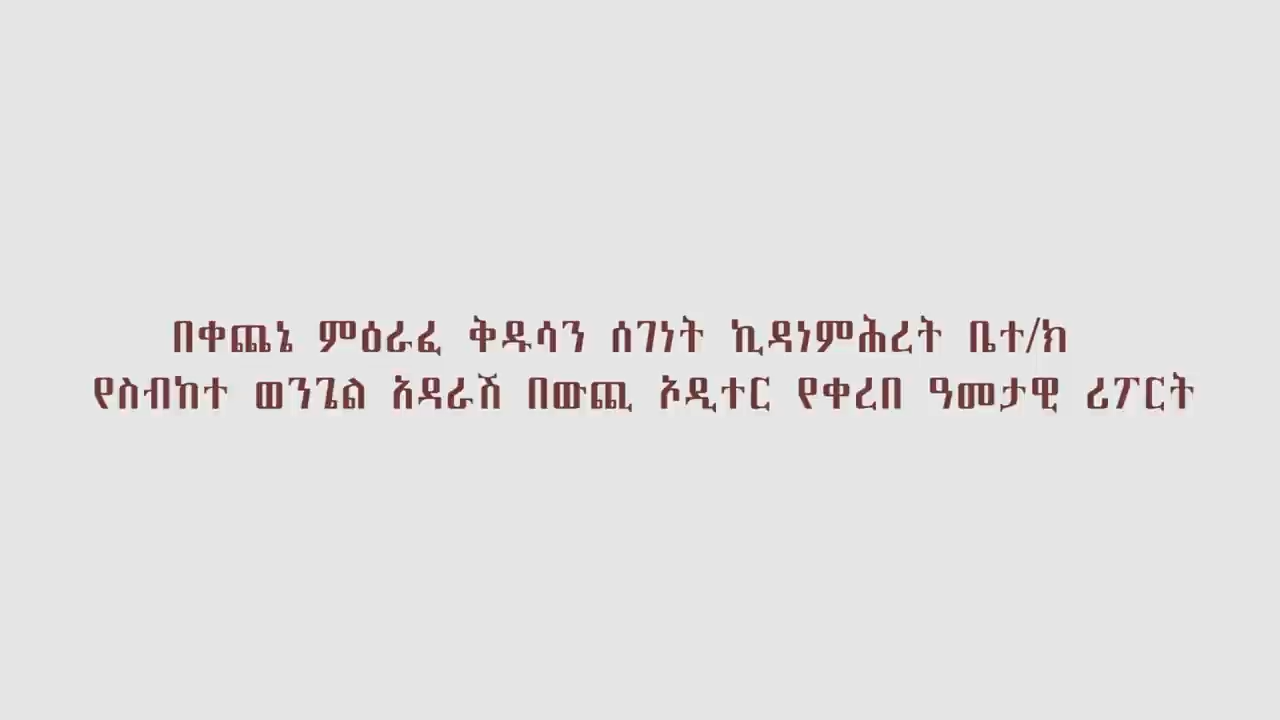 በቀጨኔ ምዕራፈ ቅዱሳን ሰገነት ኪዳነምሕረት ቤተ/ክ
የስብከተ ወንጌል አዳራሽ በውጪ ኦዲተር የቀረበ ዓመታዊ ሪፖርት